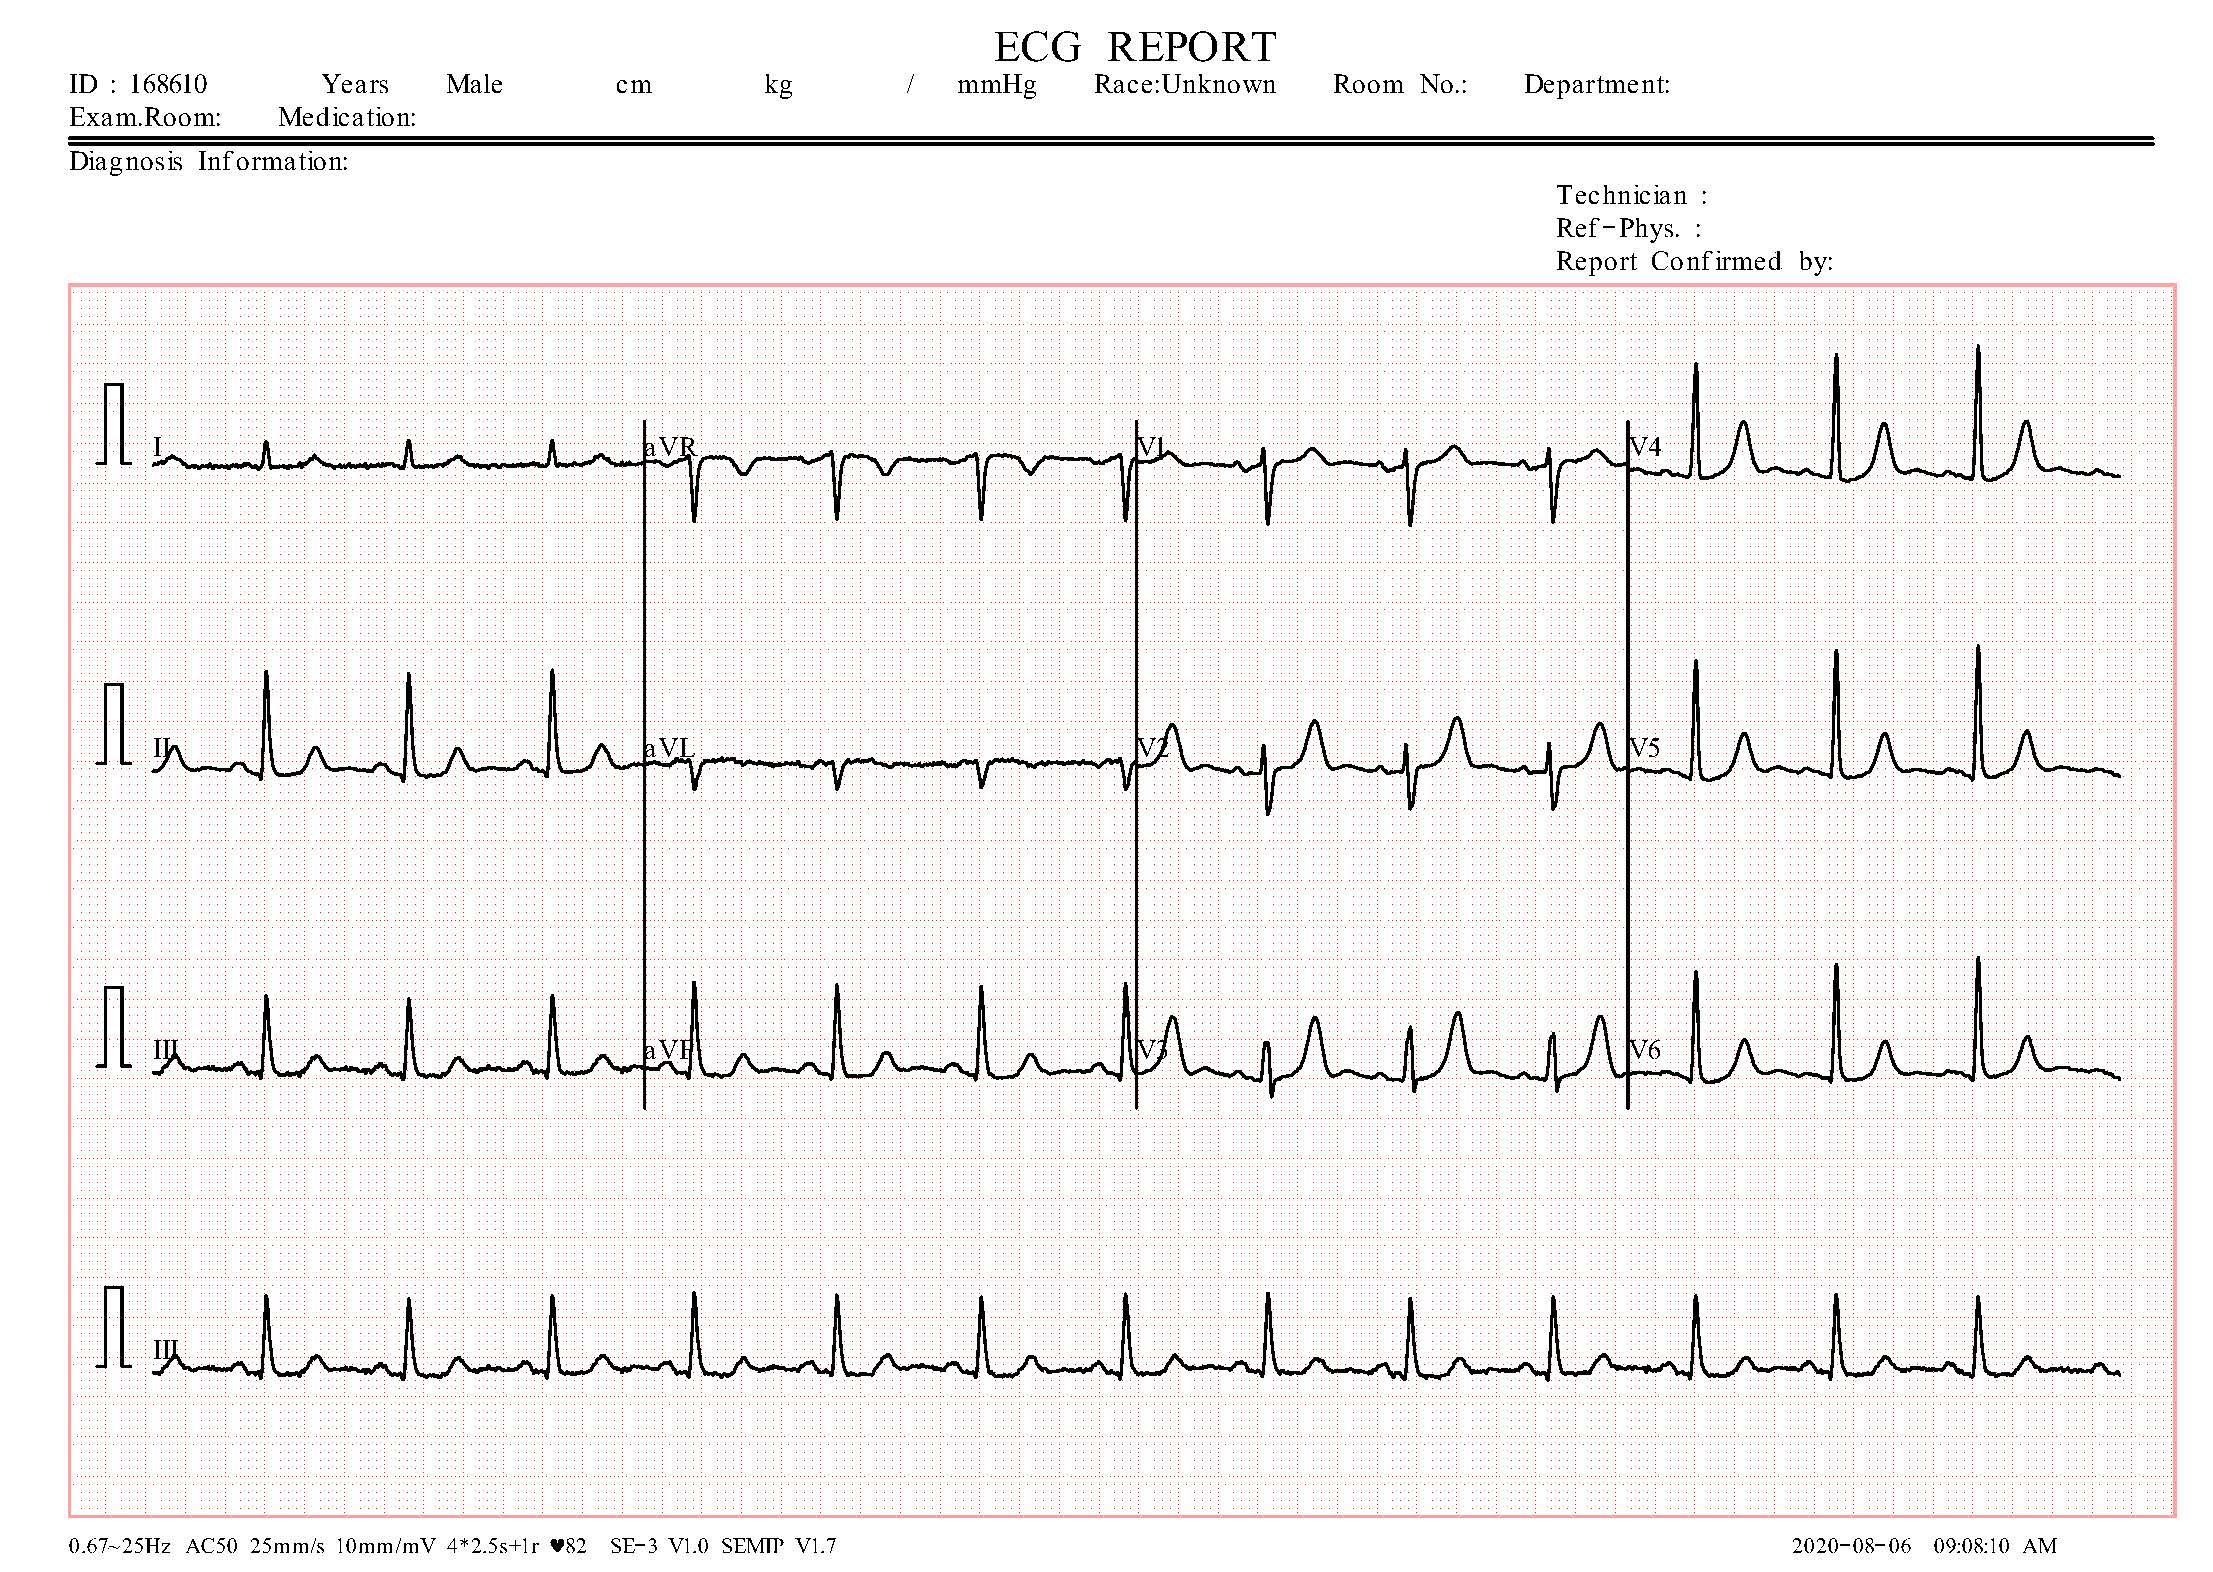 ECG REPORT
ID : 168610 Years Male cm kg / mmHg Race:Unknown Room No.: Department:
Exam.Room: Medication:
Diagnosis Information:
Technician :
Ref-Phys. :
Report Confirmed by:
I aVR V1 V4
II aVL V2 V5
III aVF V3 V6
III
0.67~25Hz AC50 25mm/s 10mm/mV 4*2.5s+1r ♥82 SE-3 V1.0 SEMIP V1.7
2020-08-06 09:08:10 AM